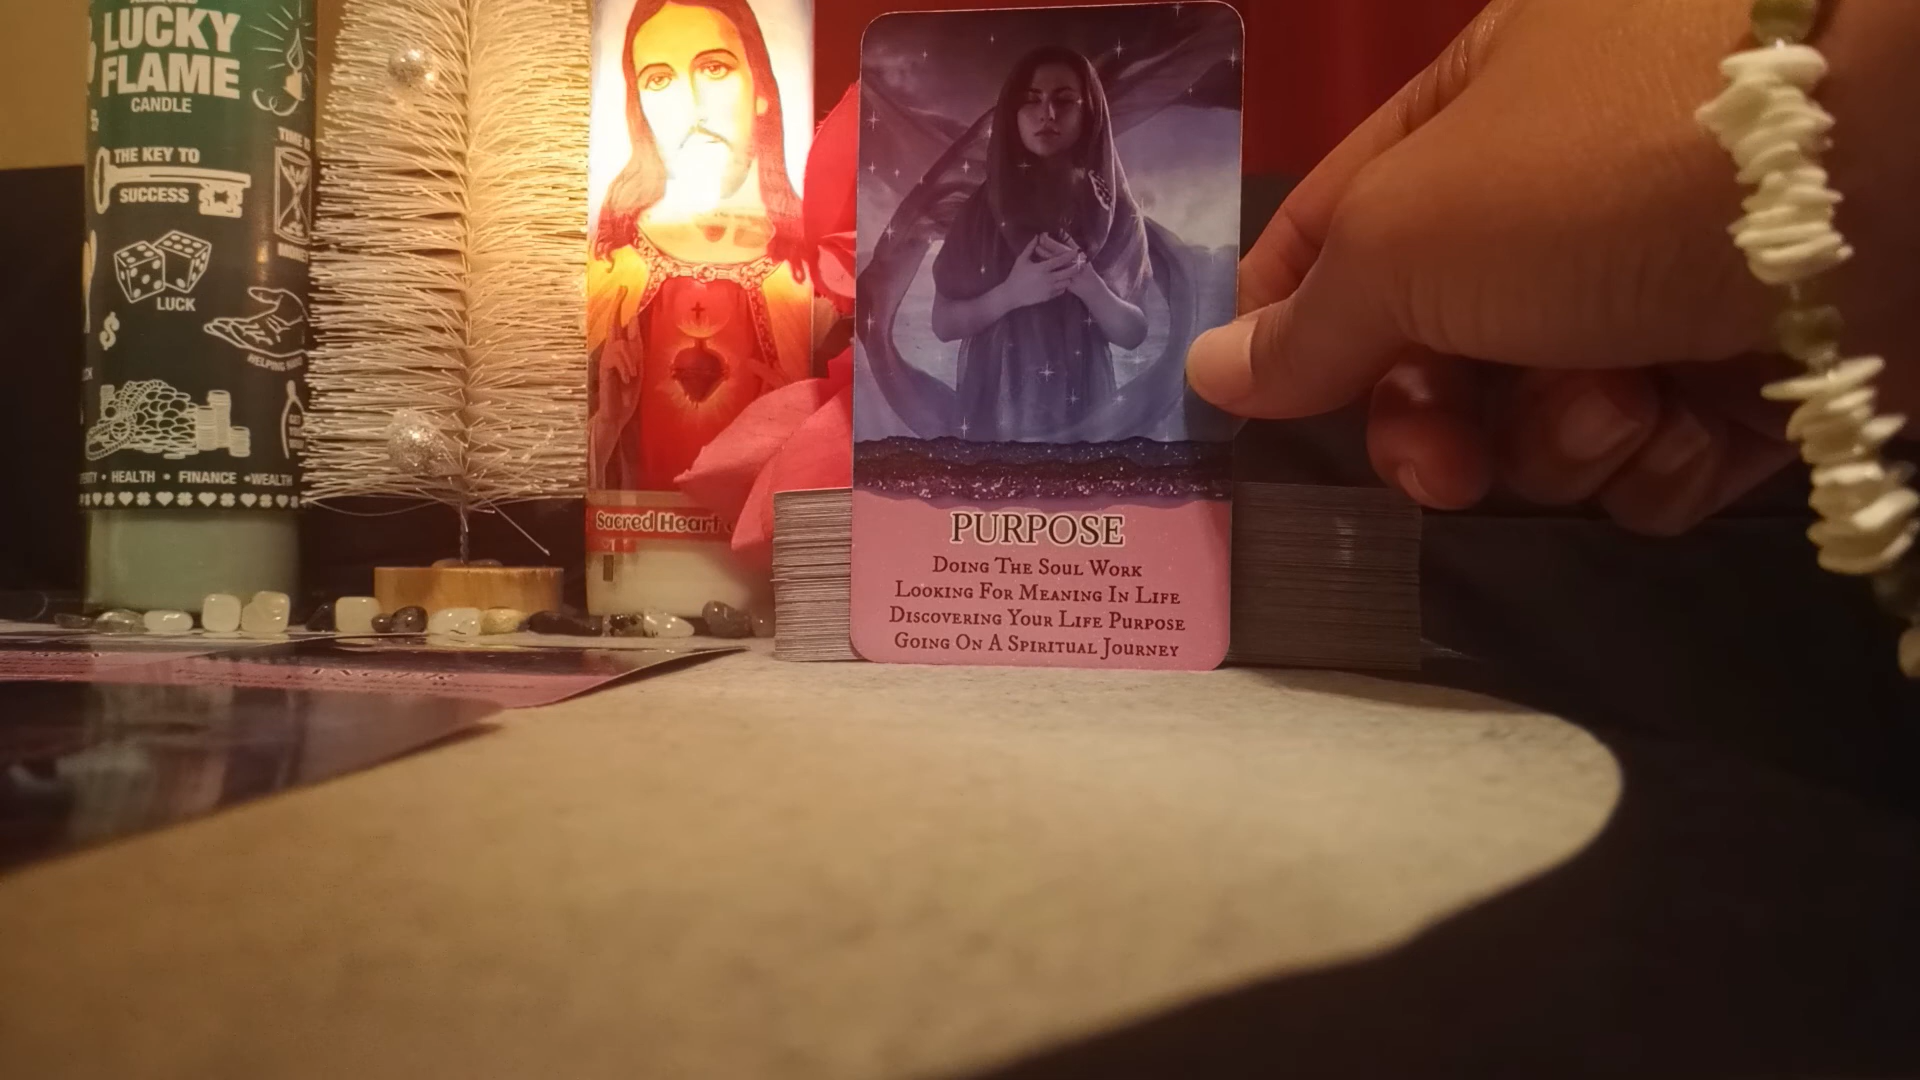 LUCKY
FLAME
CANDLE
THE KEY TO
SUCCESS
LUCK
$
HEALTH • FINANCE •WEALTH
Sacred Heart
PURPOSE
DOING THE SOUL WORK
LOOKING FOR MEANING IN LIFE
DISCOVERING YOUR LIFE PURPOSE
GOING ON A SPIRITUAL JOURNEY